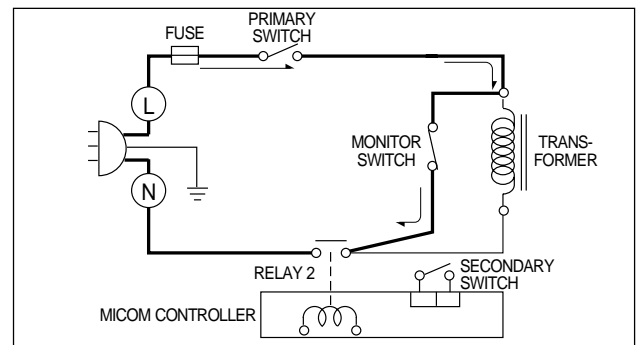 PRIMARY
SWITCH
FUSE
L
MONITOR
SWITCH
TRANS-
FORMER
N
RELAY 2
SECONDARY
SWITCH
MICOM CONTROLLER